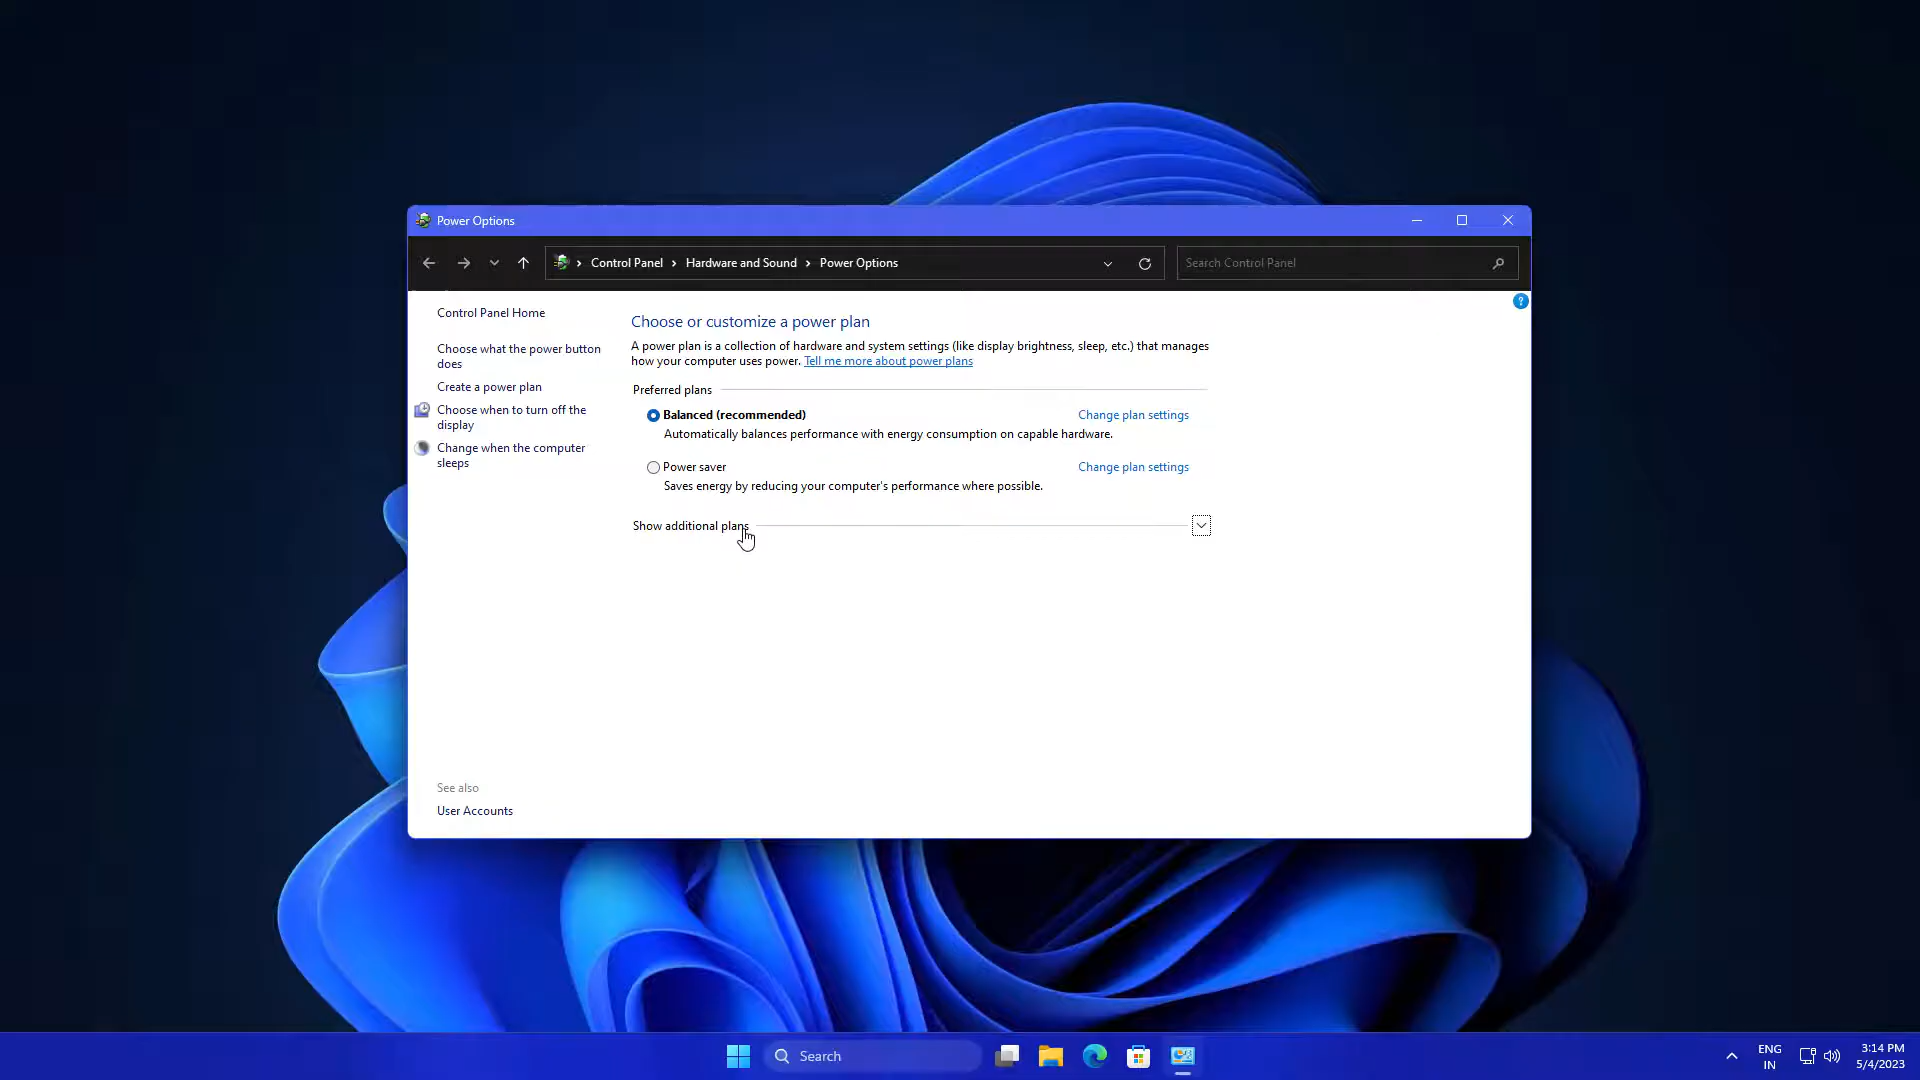 Power Options
Control Panel
Hardware and Sound
Power Options
Search Control Panel
Control Panel Home
Choose what the power button
does
Create a power plan
Choose when to turn off the
display
Change when the computer
sleeps
See also
User Accounts
?
Choose or customize a power plan
A power plan is a collection of hardware and system settings (like display brightness, sleep, etc.) that manages
how your computer uses power. Tell me more about power plans
Preferred plans
Balanced (recommended) Change plan settings
Automatically balances performance with energy consumption on capable hardware.
Power saver Change plan settings
Saves energy by reducing your computer's performance where possible.
Show additional plans
Search
ENG
IN
3:14 PM
5/4/2023